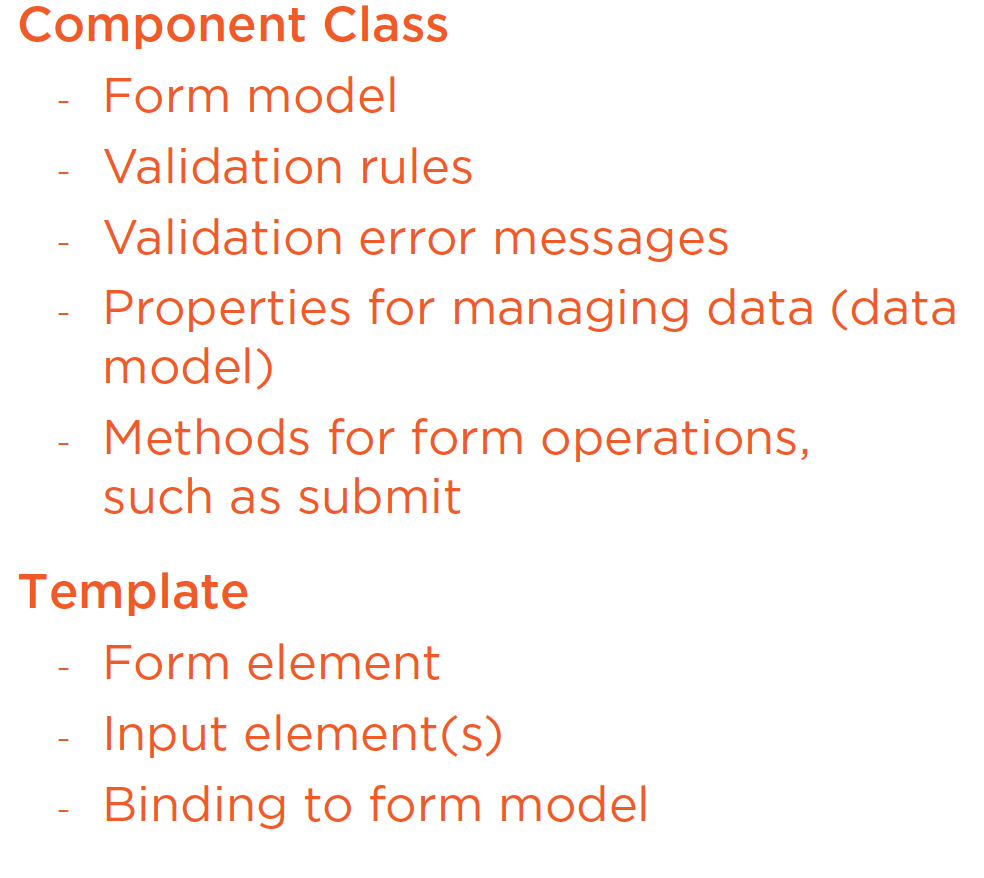 Component Class
- Form model
- Validation rules
- Validation error messages
- Properties for managing data (data
model)
- Methods for form operations,
such as submit
Template
- Form element
- Input element(s)
- Binding to form model